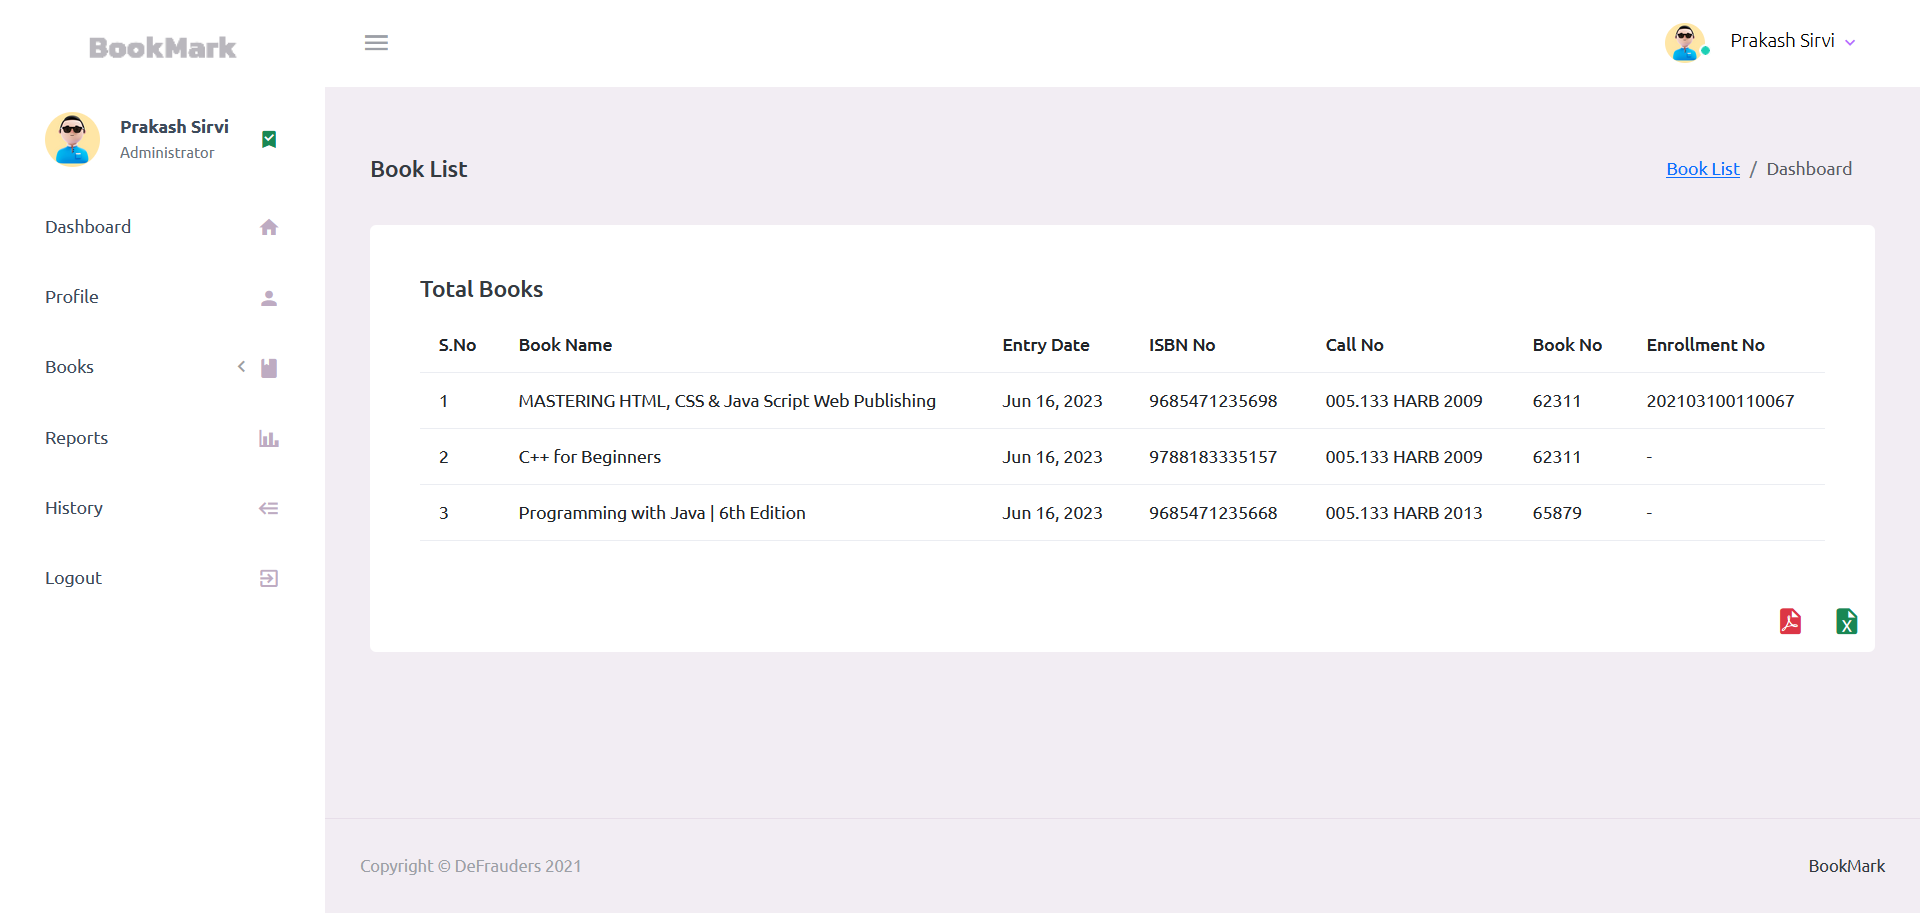 BookMark
Prakash Sirvi
Prakash Sirvi
Administrator
Dashboard
Profile
Books
Reports
History
Logout
Book List
Book List / Dashboard
Total Books
S.No Book Name Entry Date ISBN No Call No Book No Enrollment No
1 MASTERING HTML, CSS & Java Script Web Publishing Jun 16, 2023 9685471235698 005.133 HARB 2009 62311 202103100110067
2 C++ for Beginners Jun 16, 2023 9788183335157 005.133 HARB 2009 62311 -
3 Programming with Java | 6th Edition Jun 16, 2023 9685471235668 005.133 HARB 2013 65879 -
Copyright © DeFrauders 2021
BookMark